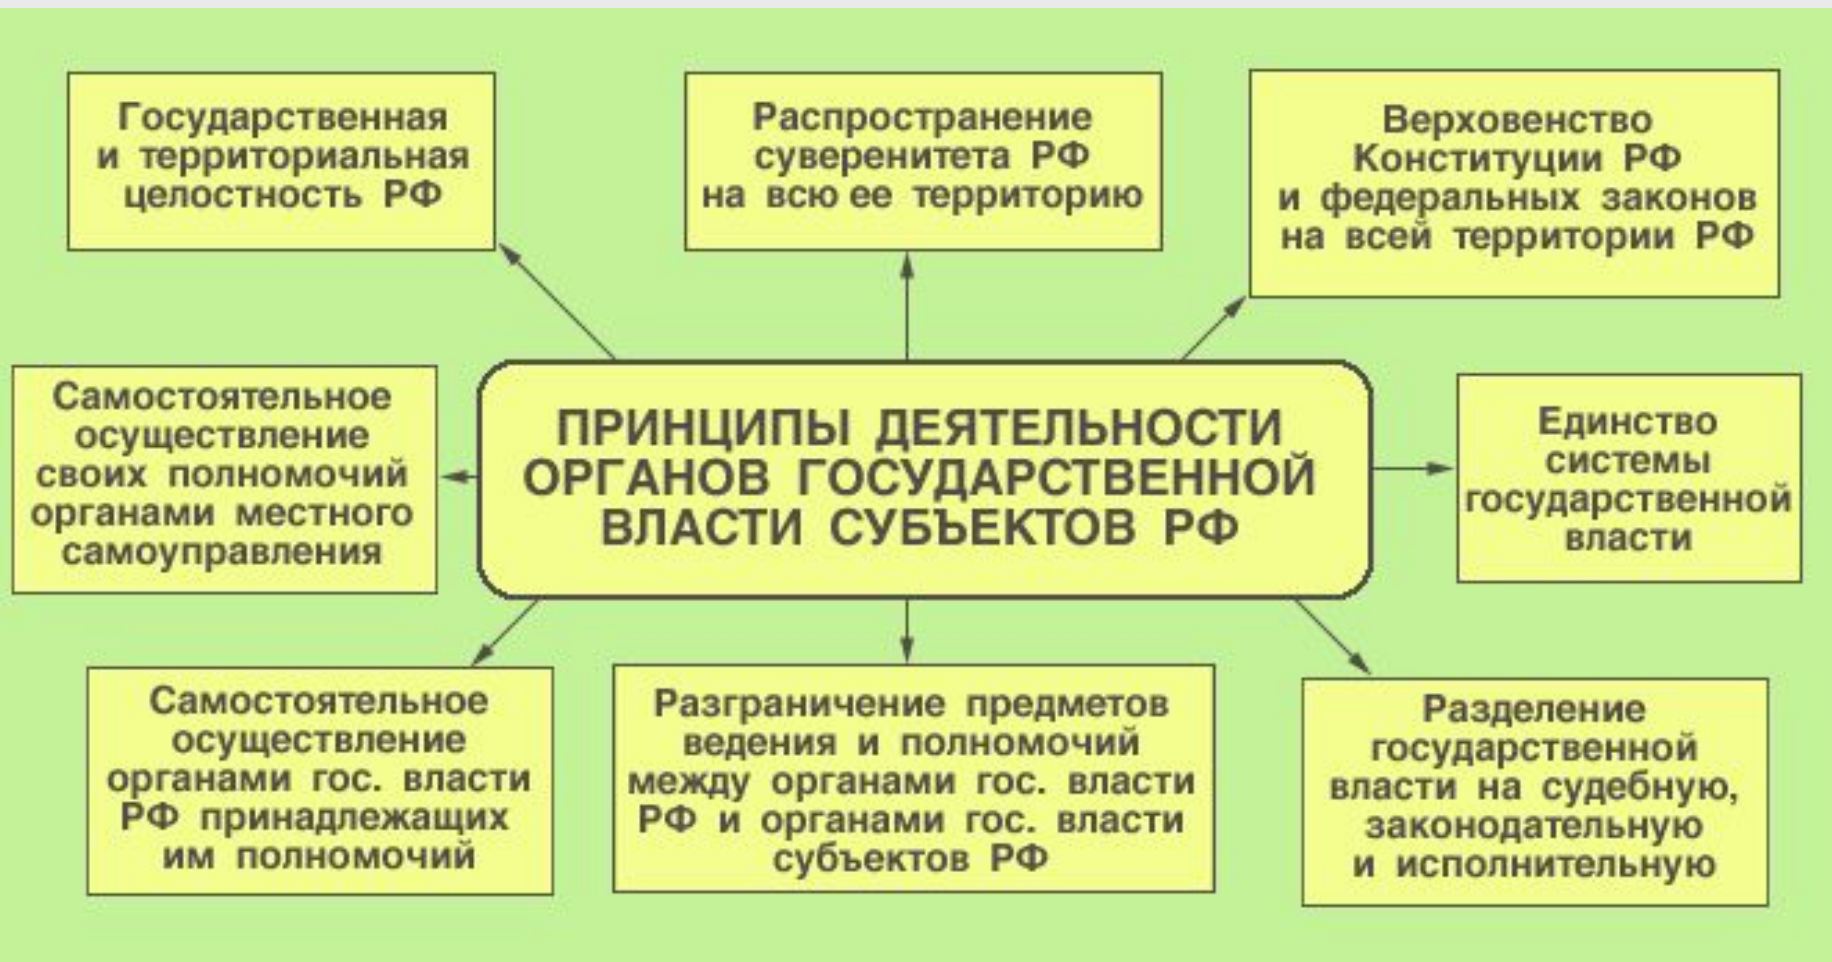 Государственная
и территориальная
целостность РФ
Распространение
суверенитета РФ
на всю ее территорию
Верховенство
Конституции РФ
и федеральных законов
на всей территории РФ
Самостоятельное
осуществление
своих полномочий
органами местного
самоуправления
ПРИНЦИПЫ ДЕЯТЕЛЬНОСТИ
ОРГАНОВ ГОСУДАРСТВЕННОЙ
ВЛАСТИ СУБЪЕКТОВ РФ
Единство
системы
государственной
власти
Самостоятельное
осуществление
органами гос. власти
РФ принадлежащих
им полномочий
Разграничение предметов
ведения и полномочий
между органами гос. власти
РФ и органами гос. власти
субъектов РФ
Разделение
государственной
власти на судебную,
законодательную
и исполнительную